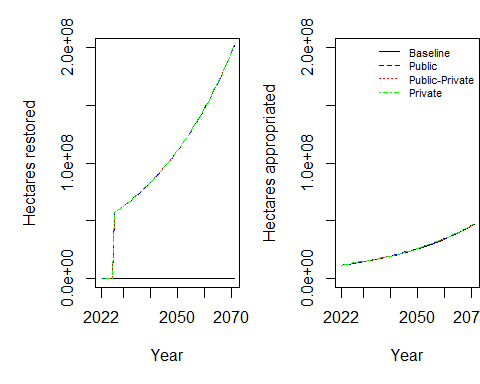 Hectares restored
0.0e+00
1.0e+08
2.0e+08
2022
2050
2070
Year
Hectares appropriated
0.0e+00
1.0e+08
2.0e+08
2022
2050
207
Year
Baseline
Public
Public-Private
Private